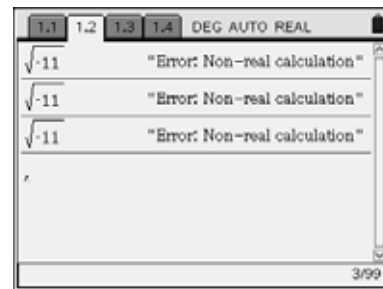 1.1 1.2 1.3 1.4 DEG AUTO REAL
√-11 "Error: Non-real calculation"
√-11 "Error: Non-real calculation"
√-11 "Error: Non-real calculation"
3/99